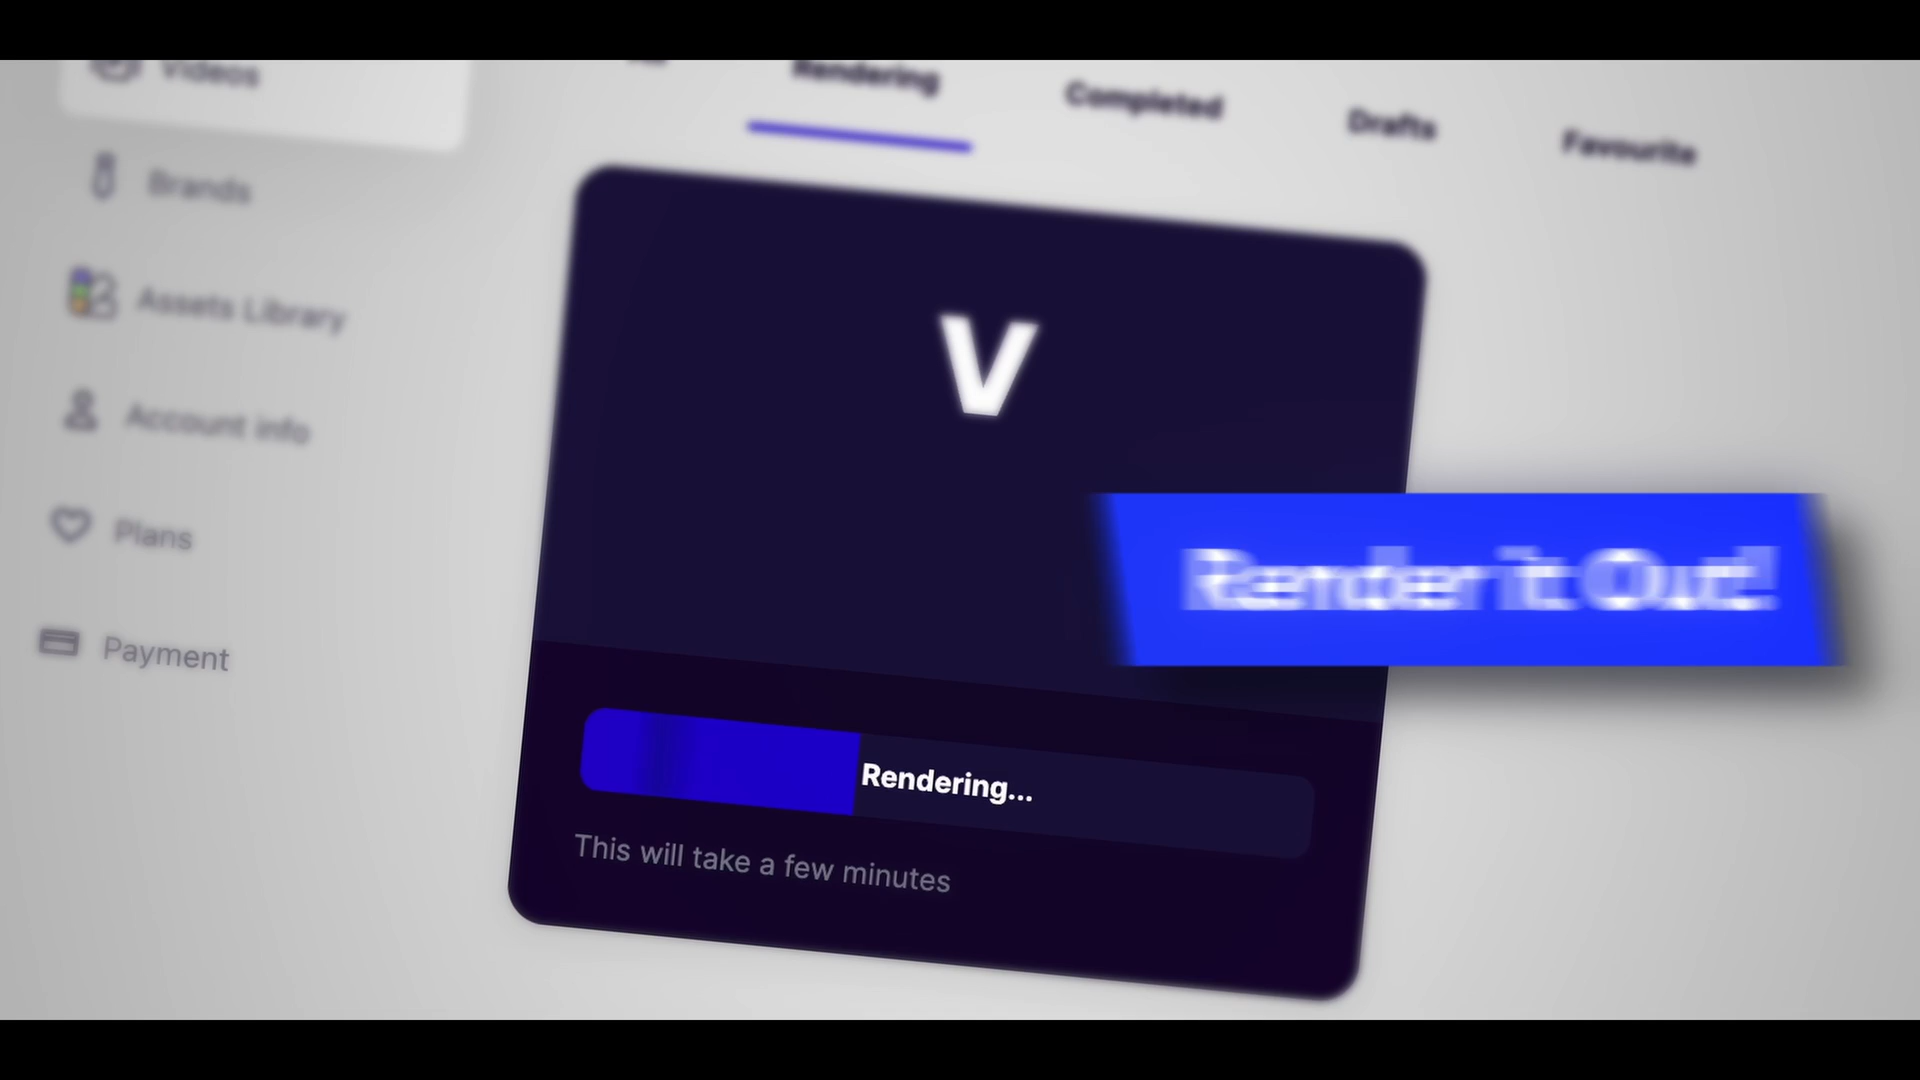 Videos
Rendering
Completed
Drafts
Favourite
Brands
Assets Library
Account info
Plans
Payment
V
Render it Out!
Rendering...
This will take a few minutes